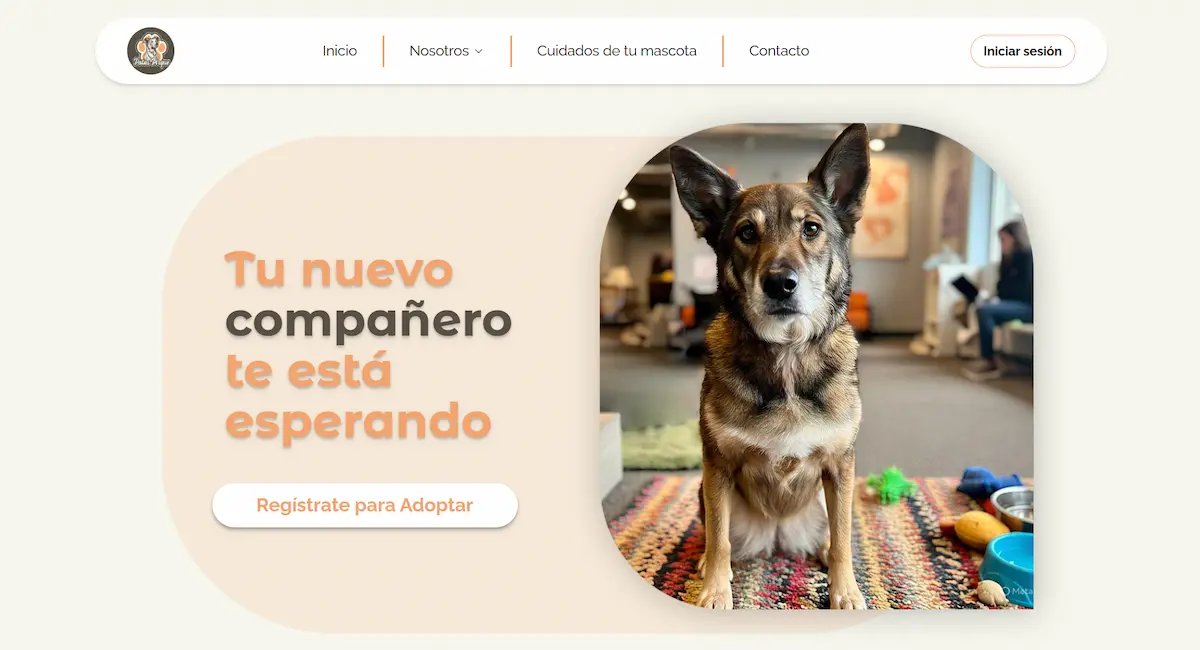 Inicio
Nosotros
Cuidados de tu mascota
Contacto
Iniciar sesión
Tu nuevo
compañero
te está
esperando
Regístrate para Adoptar